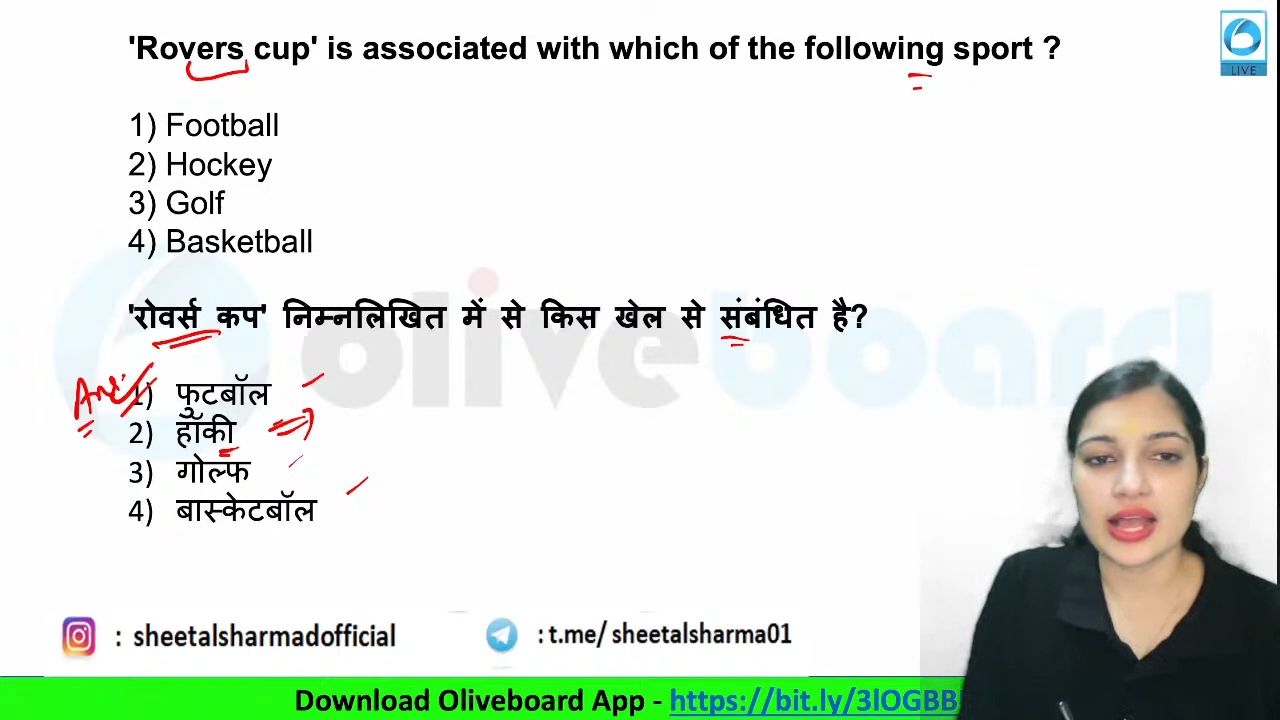 'Rovers cup' is associated with which of the following sport ?
LIVE
1) Football
2) Hockey
3) Golf
4) Basketball
oliveboard
'रोवर्स कप' निम्नलिखित में से किस खेल से संबंधित है?
Ans:
1) फुटबॉल
2) हॉकी
3) गोल्फ
4) बास्केटबॉल
: sheetalsharmadofficial
: t.me/ sheetalsharma01
Download Oliveboard App - https://bit.ly/3lOGBB